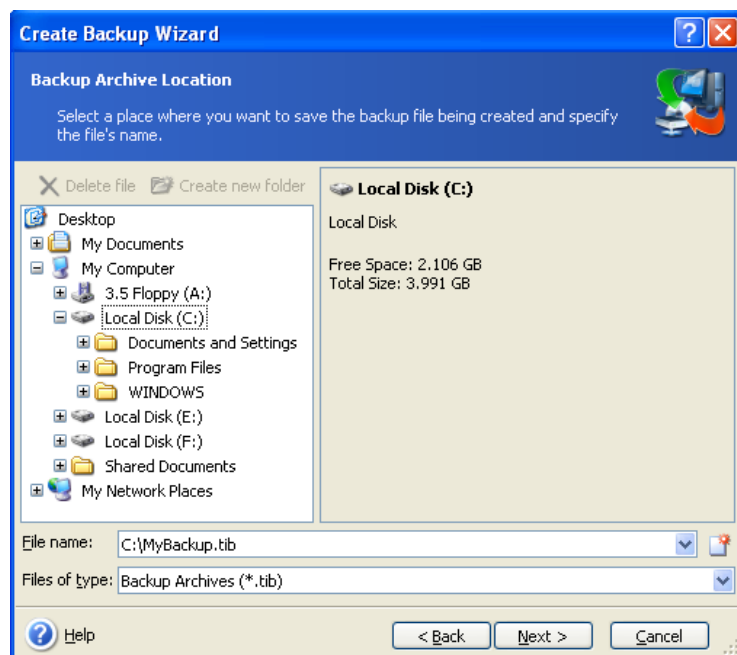 Create Backup Wizard
Backup Archive Location
Select a place where you want to save the backup file being created and specify
the file's name.
Delete file Create new folder
Desktop
My Documents
My Computer
3.5 Floppy (A:)
Local Disk (C:)
Documents and Settings
Program Files
WINDOWS
Local Disk (E:)
Local Disk (F:)
Shared Documents
My Network Places
Local Disk (C:)
Local Disk
Free Space: 2.106 GB
Total Size: 3.991 GB
File name: C:\MyBackup.tib
Files of type: Backup Archives (*.tib)
Help < Back Next > Cancel